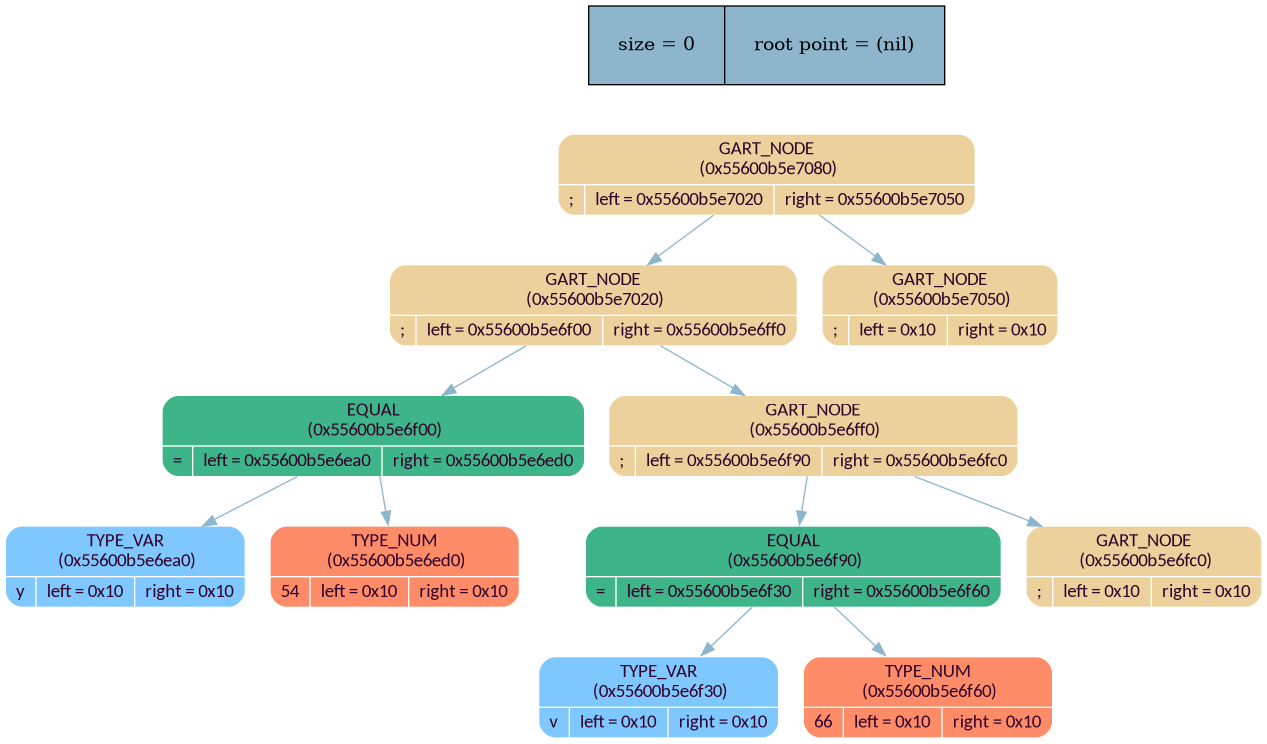 size = 0 root point = (nil)
GART_NODE
(0x55600b5e7080)
; left = 0x55600b5e7020 right = 0x55600b5e7050
GART_NODE
(0x55600b5e7020)
; left = 0x55600b5e6f00 right = 0x55600b5e6ff0
GART_NODE
(0x55600b5e7050)
; left = 0x10 right = 0x10
EQUAL
(0x55600b5e6f00)
= left = 0x55600b5e6ea0 right = 0x55600b5e6ed0
GART_NODE
(0x55600b5e6ff0)
; left = 0x55600b5e6f90 right = 0x55600b5e6fc0
TYPE_VAR
(0x55600b5e6ea0)
y left = 0x10 right = 0x10
TYPE_NUM
(0x55600b5e6ed0)
54 left = 0x10 right = 0x10
EQUAL
(0x55600b5e6f90)
= left = 0x55600b5e6f30 right = 0x55600b5e6f60
GART_NODE
(0x55600b5e6fc0)
; left = 0x10 right = 0x10
TYPE_VAR
(0x55600b5e6f30)
v left = 0x10 right = 0x10
TYPE_NUM
(0x55600b5e6f60)
66 left = 0x10 right = 0x10